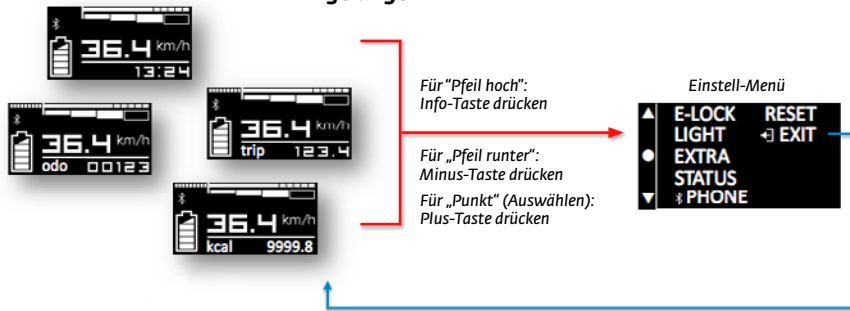 36.4 km/h
13:24
36.4 km/h
odo 00123
36.4 km/h
trip 123.4
36.4 km/h
kcal 9999.8
Für "Pfeil hoch":
Info-Taste drücken
Für „Pfeil runter“:
Minus-Taste drücken
Für „Punkt“ (Auswählen):
Plus-Taste drücken
Einstell-Menü
E-LOCK RESET
LIGHT EXIT
EXTRA
STATUS
PHONE